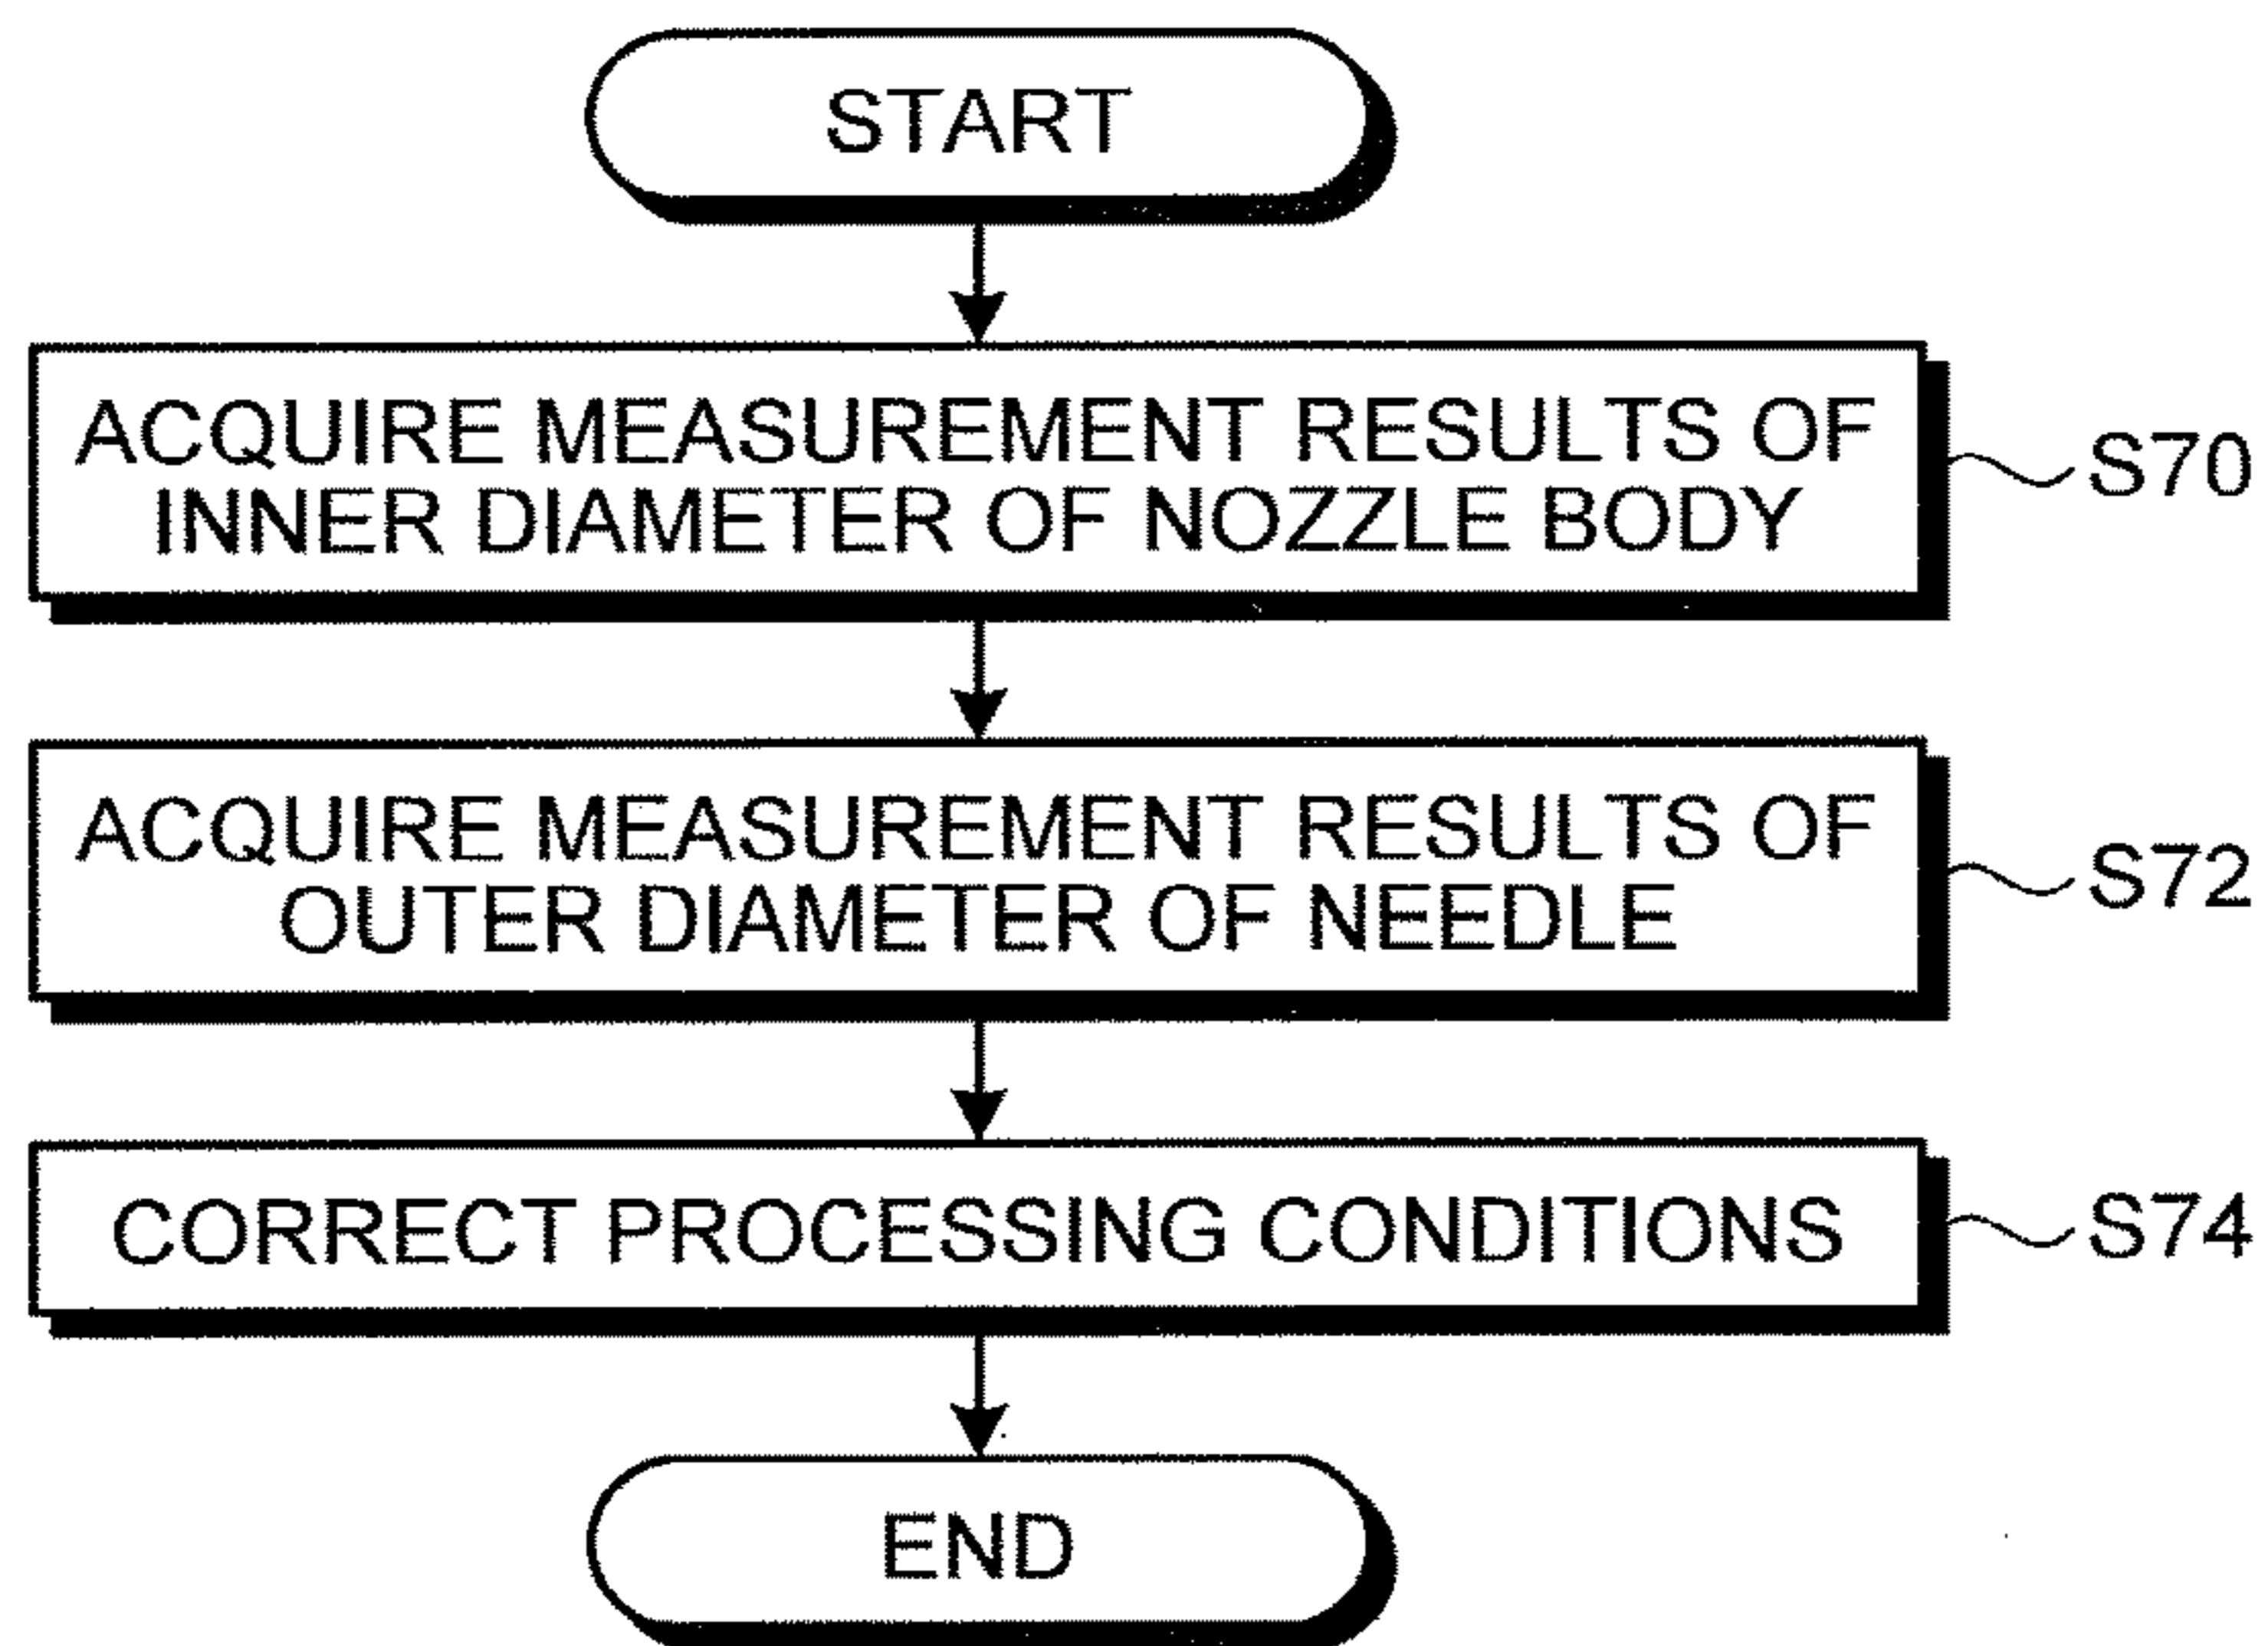 START
ACQUIRE MEASUREMENT RESULTS OF
INNER DIAMETER OF NOZZLE BODY
S70
ACQUIRE MEASUREMENT RESULTS OF
OUTER DIAMETER OF NEEDLE
S72
CORRECT PROCESSING CONDITIONS
S74
END